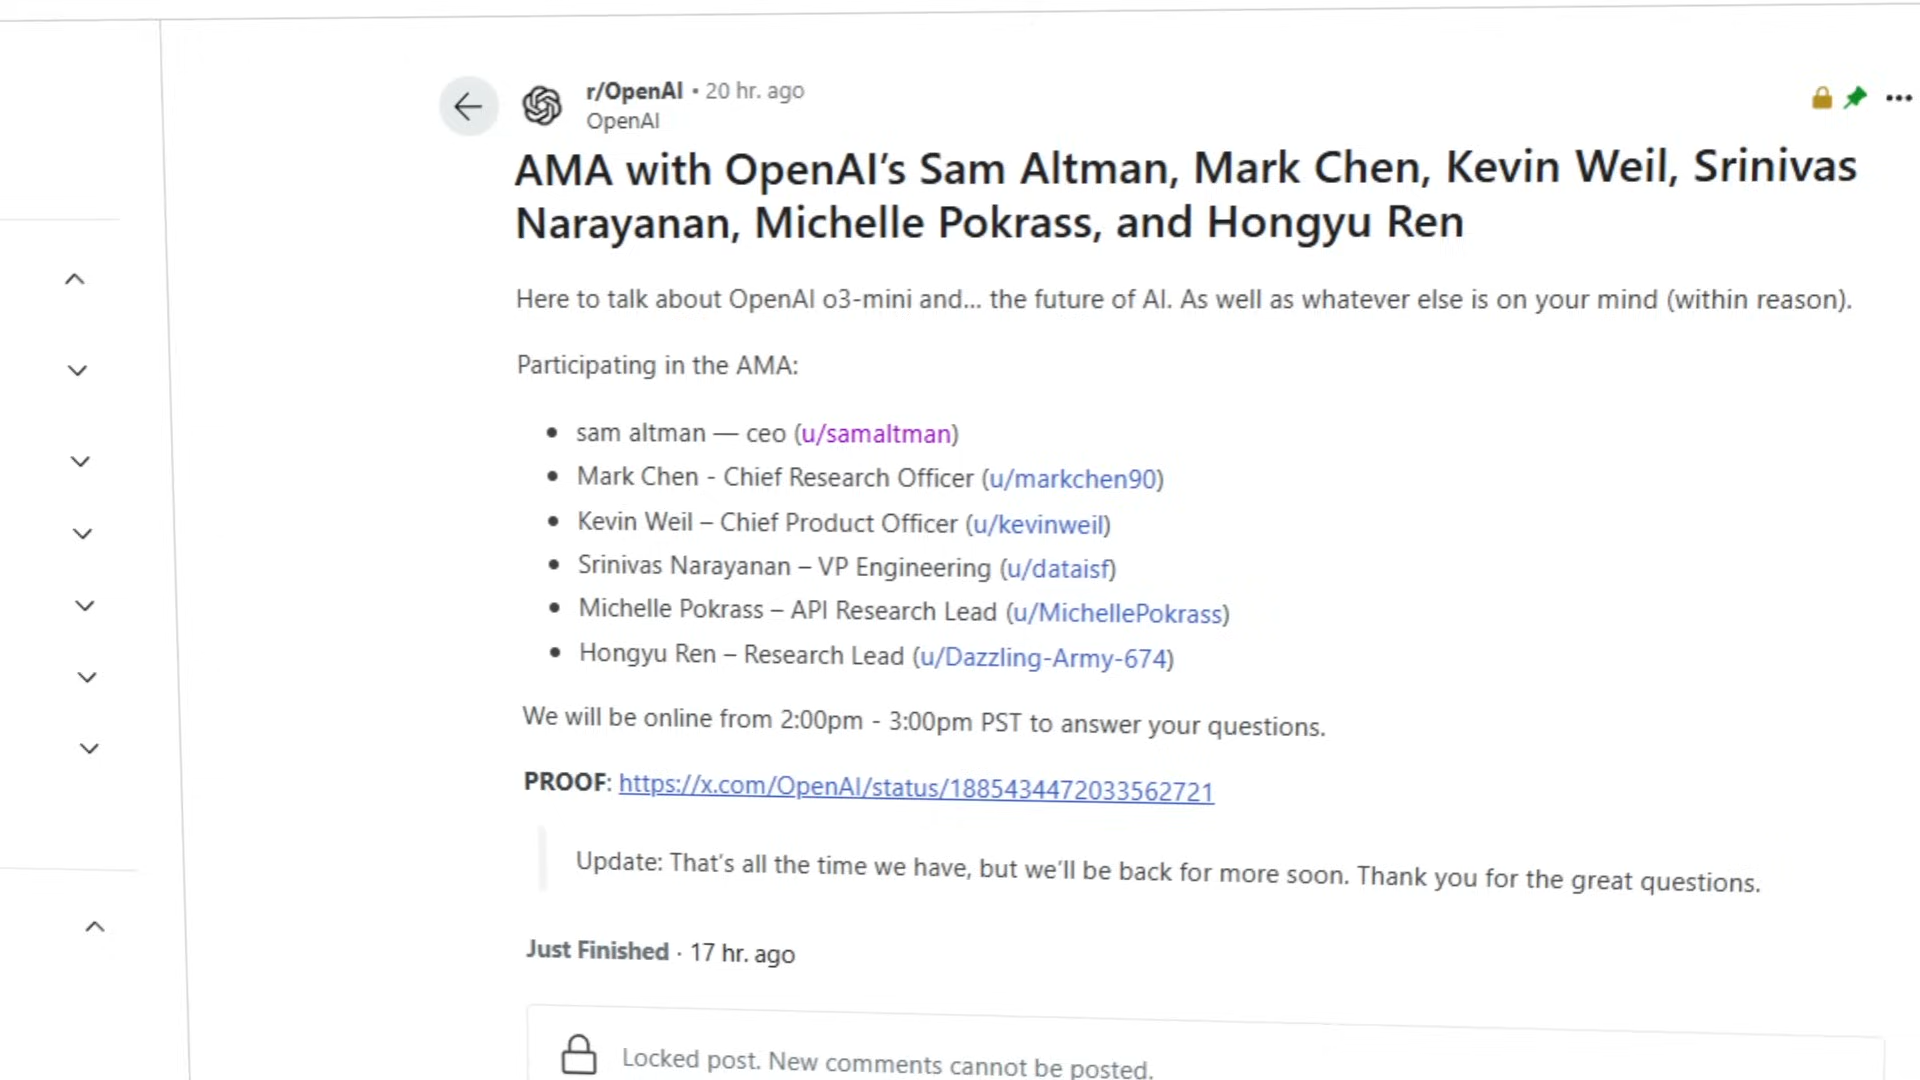 r/OpenAI • 20 hr. ago
OpenAI
AMA with OpenAI’s Sam Altman, Mark Chen, Kevin Weil, Srinivas
Narayanan, Michelle Pokrass, and Hongyu Ren
Here to talk about OpenAI o3-mini and... the future of AI. As well as whatever else is on your mind (within reason).
Participating in the AMA:
• sam altman — ceo (u/samaltman)
• Mark Chen - Chief Research Officer (u/markchen90)
• Kevin Weil – Chief Product Officer (u/kevinweil)
• Srinivas Narayanan – VP Engineering (u/dataisf)
• Michelle Pokrass – API Research Lead (u/MichellePokrass)
• Hongyu Ren – Research Lead (u/Dazzling-Army-674)
We will be online from 2:00pm - 3:00pm PST to answer your questions.
PROOF: https://x.com/OpenAI/status/1885434472033562721
Update: That’s all the time we have, but we’ll be back for more soon. Thank you for the great questions.
Just Finished · 17 hr. ago
Locked post. New comments cannot be posted.